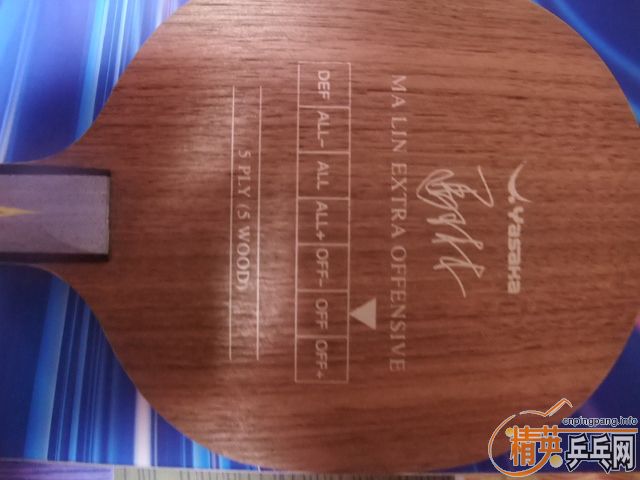 Yasaka
MA LIN EXTRA OFFENSIVE
DEF ALL- ALL ALL+ OFF- OFF OFF+
5 PLY (5 WOOD)
cnpingpang.info
精英乒乓网